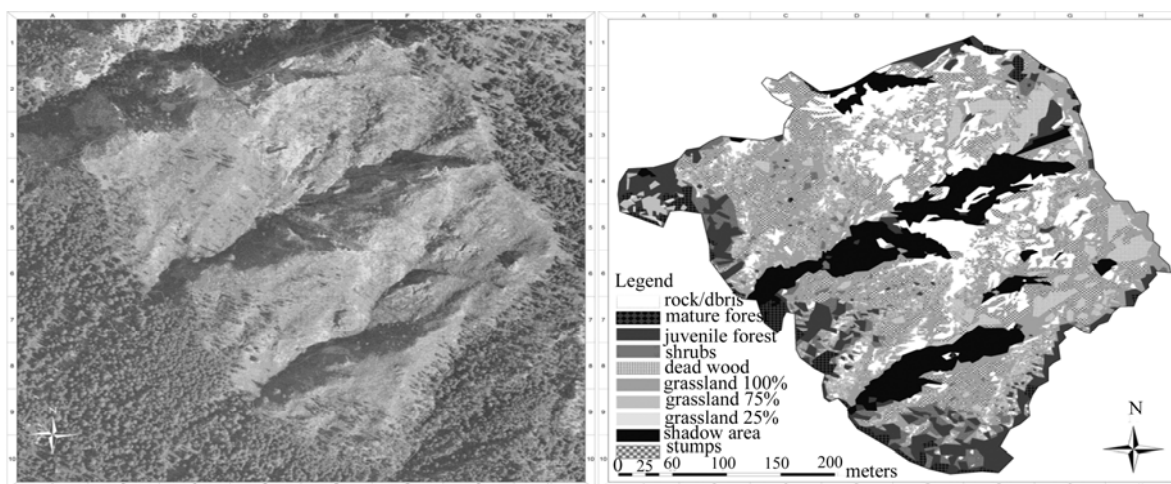 A B C D E F G H
A B C D E F G H
1 1
2 2
3 3
4 4
5 5
6 6
7 7
8 8
9 9
10 10
Legend
rock/dbris
mature forest
juvenile forest
shrubs
dead wood
grassland 100%
grassland 75%
grassland 25%
shadow area
stumps
0 25 60 100 200 meters
N